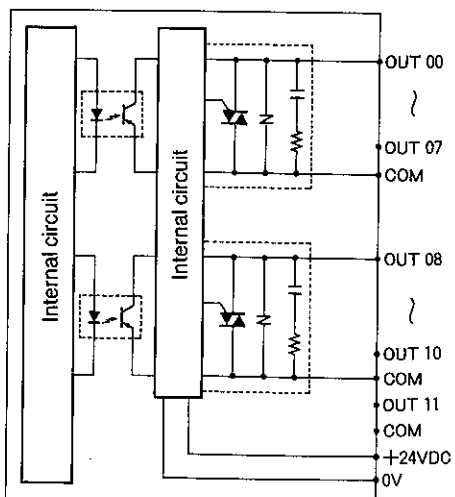 Internal circuit
Internal circuit
OUT 00
OUT 07
COM
OUT 08
OUT 10
COM
OUT 11
COM
+24VDC
0V